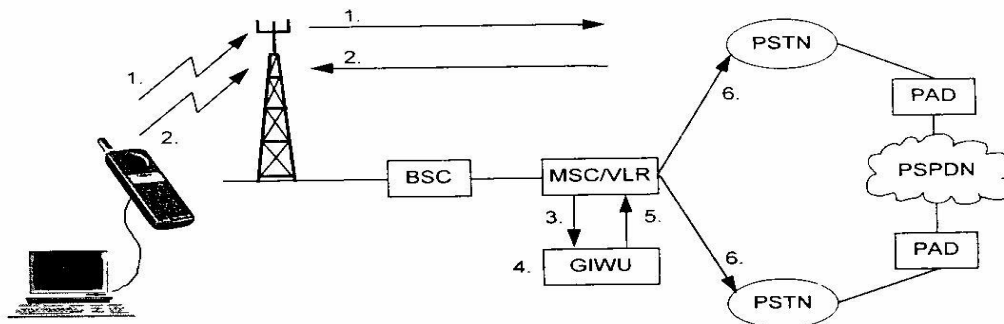 1.
2.
1.
2.
PSTN
6.
PAD
BSC
MSC/VLR
PSPDN
3.
5.
4.
GIWU
6.
PAD
PSTN